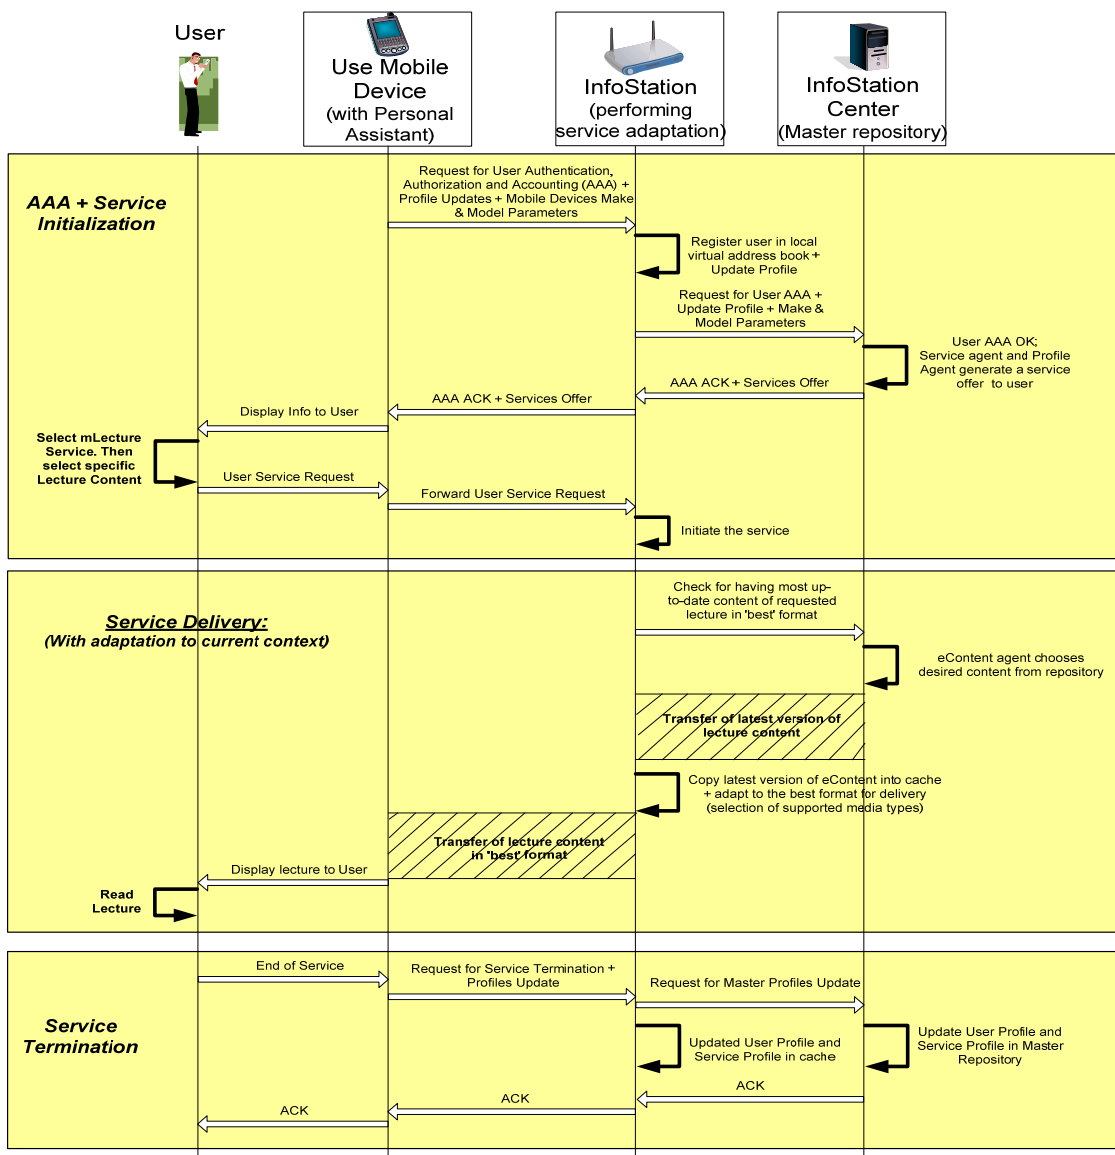 User
Use Mobile
Device
(with Personal
Assistant)
InfoStation
(performing
service adaptation)
InfoStation
Center
(Master repository)
AAA + Service
Initialization
Request for User Authentication,
Authorization and Accounting (AAA) +
Profile Updates + Mobile Devices Make
& Model Parameters
Register user in local
virtual address book +
Update Profile
Request for User AAA +
Update Profile + Make &
Model Parameters
User AAA OK;
Service agent and Profile
Agent generate a service
offer to user
AAA ACK + Services Offer
AAA ACK + Services Offer
Display Info to User
Select mLecture
Service. Then
select specific
Lecture Content
User Service Request
Forward User Service Request
Initiate the service
Service Delivery:
(With adaptation to current context)
Check for having most up-
to-date content of requested
lecture in 'best' format
eContent agent chooses
desired content from repository
Transfer of latest version of
lecture content
Copy latest version of eContent into cache
+ adapt to the best format for delivery
(selection of supported media types)
Transfer of lecture content
in 'best' format
Display lecture to User
Read
Lecture
Service
Termination
End of Service
Request for Service Termination +
Profiles Update
Request for Master Profiles Update
Updated User Profile and
Service Profile in cache
Update User Profile and
Service Profile in Master
Repository
ACK
ACK
ACK